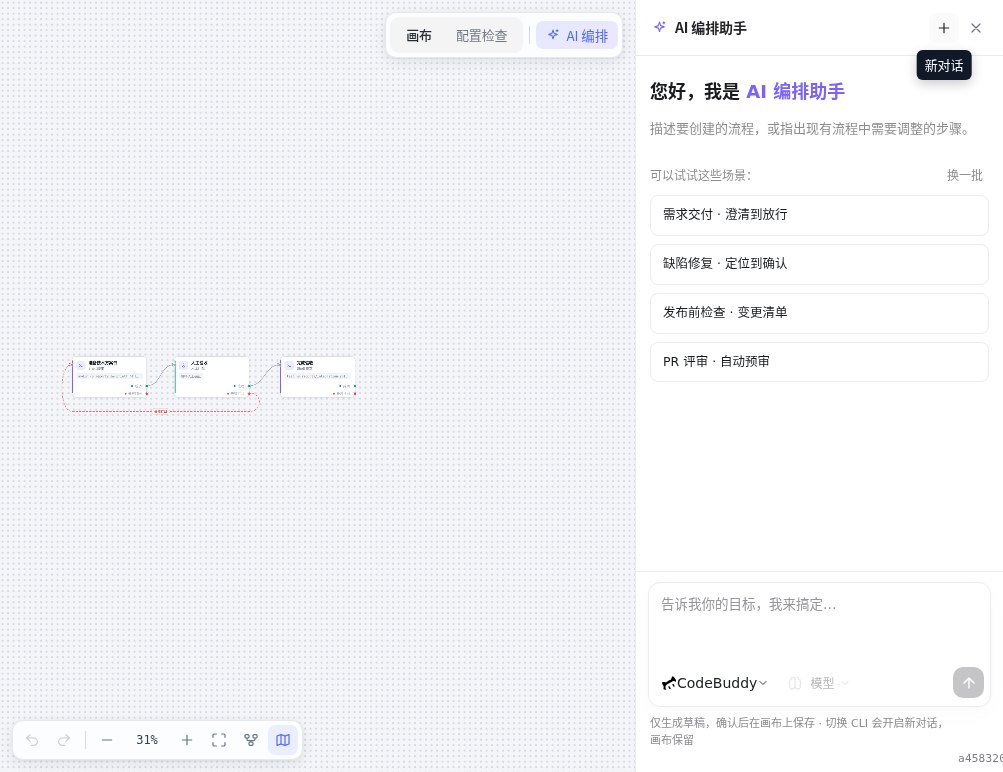 画布
配置检查
AI 编排
AI 编排助手
新对话
您好，我是 AI 编排助手
描述要创建的流程，或指出现有流程中需要调整的步骤。
可以试试这些场景：
换一批
需求交付 · 澄清到放行
缺陷修复 · 定位到确认
发布前检查 · 变更清单
PR 评审 · 自动预审
告诉我你的目标，我来搞定...
CodeBuddy
模型
仅生成草稿，确认后在画布上保存 · 切换 CLI 会开启新对话，
画布保留
31%
a458320